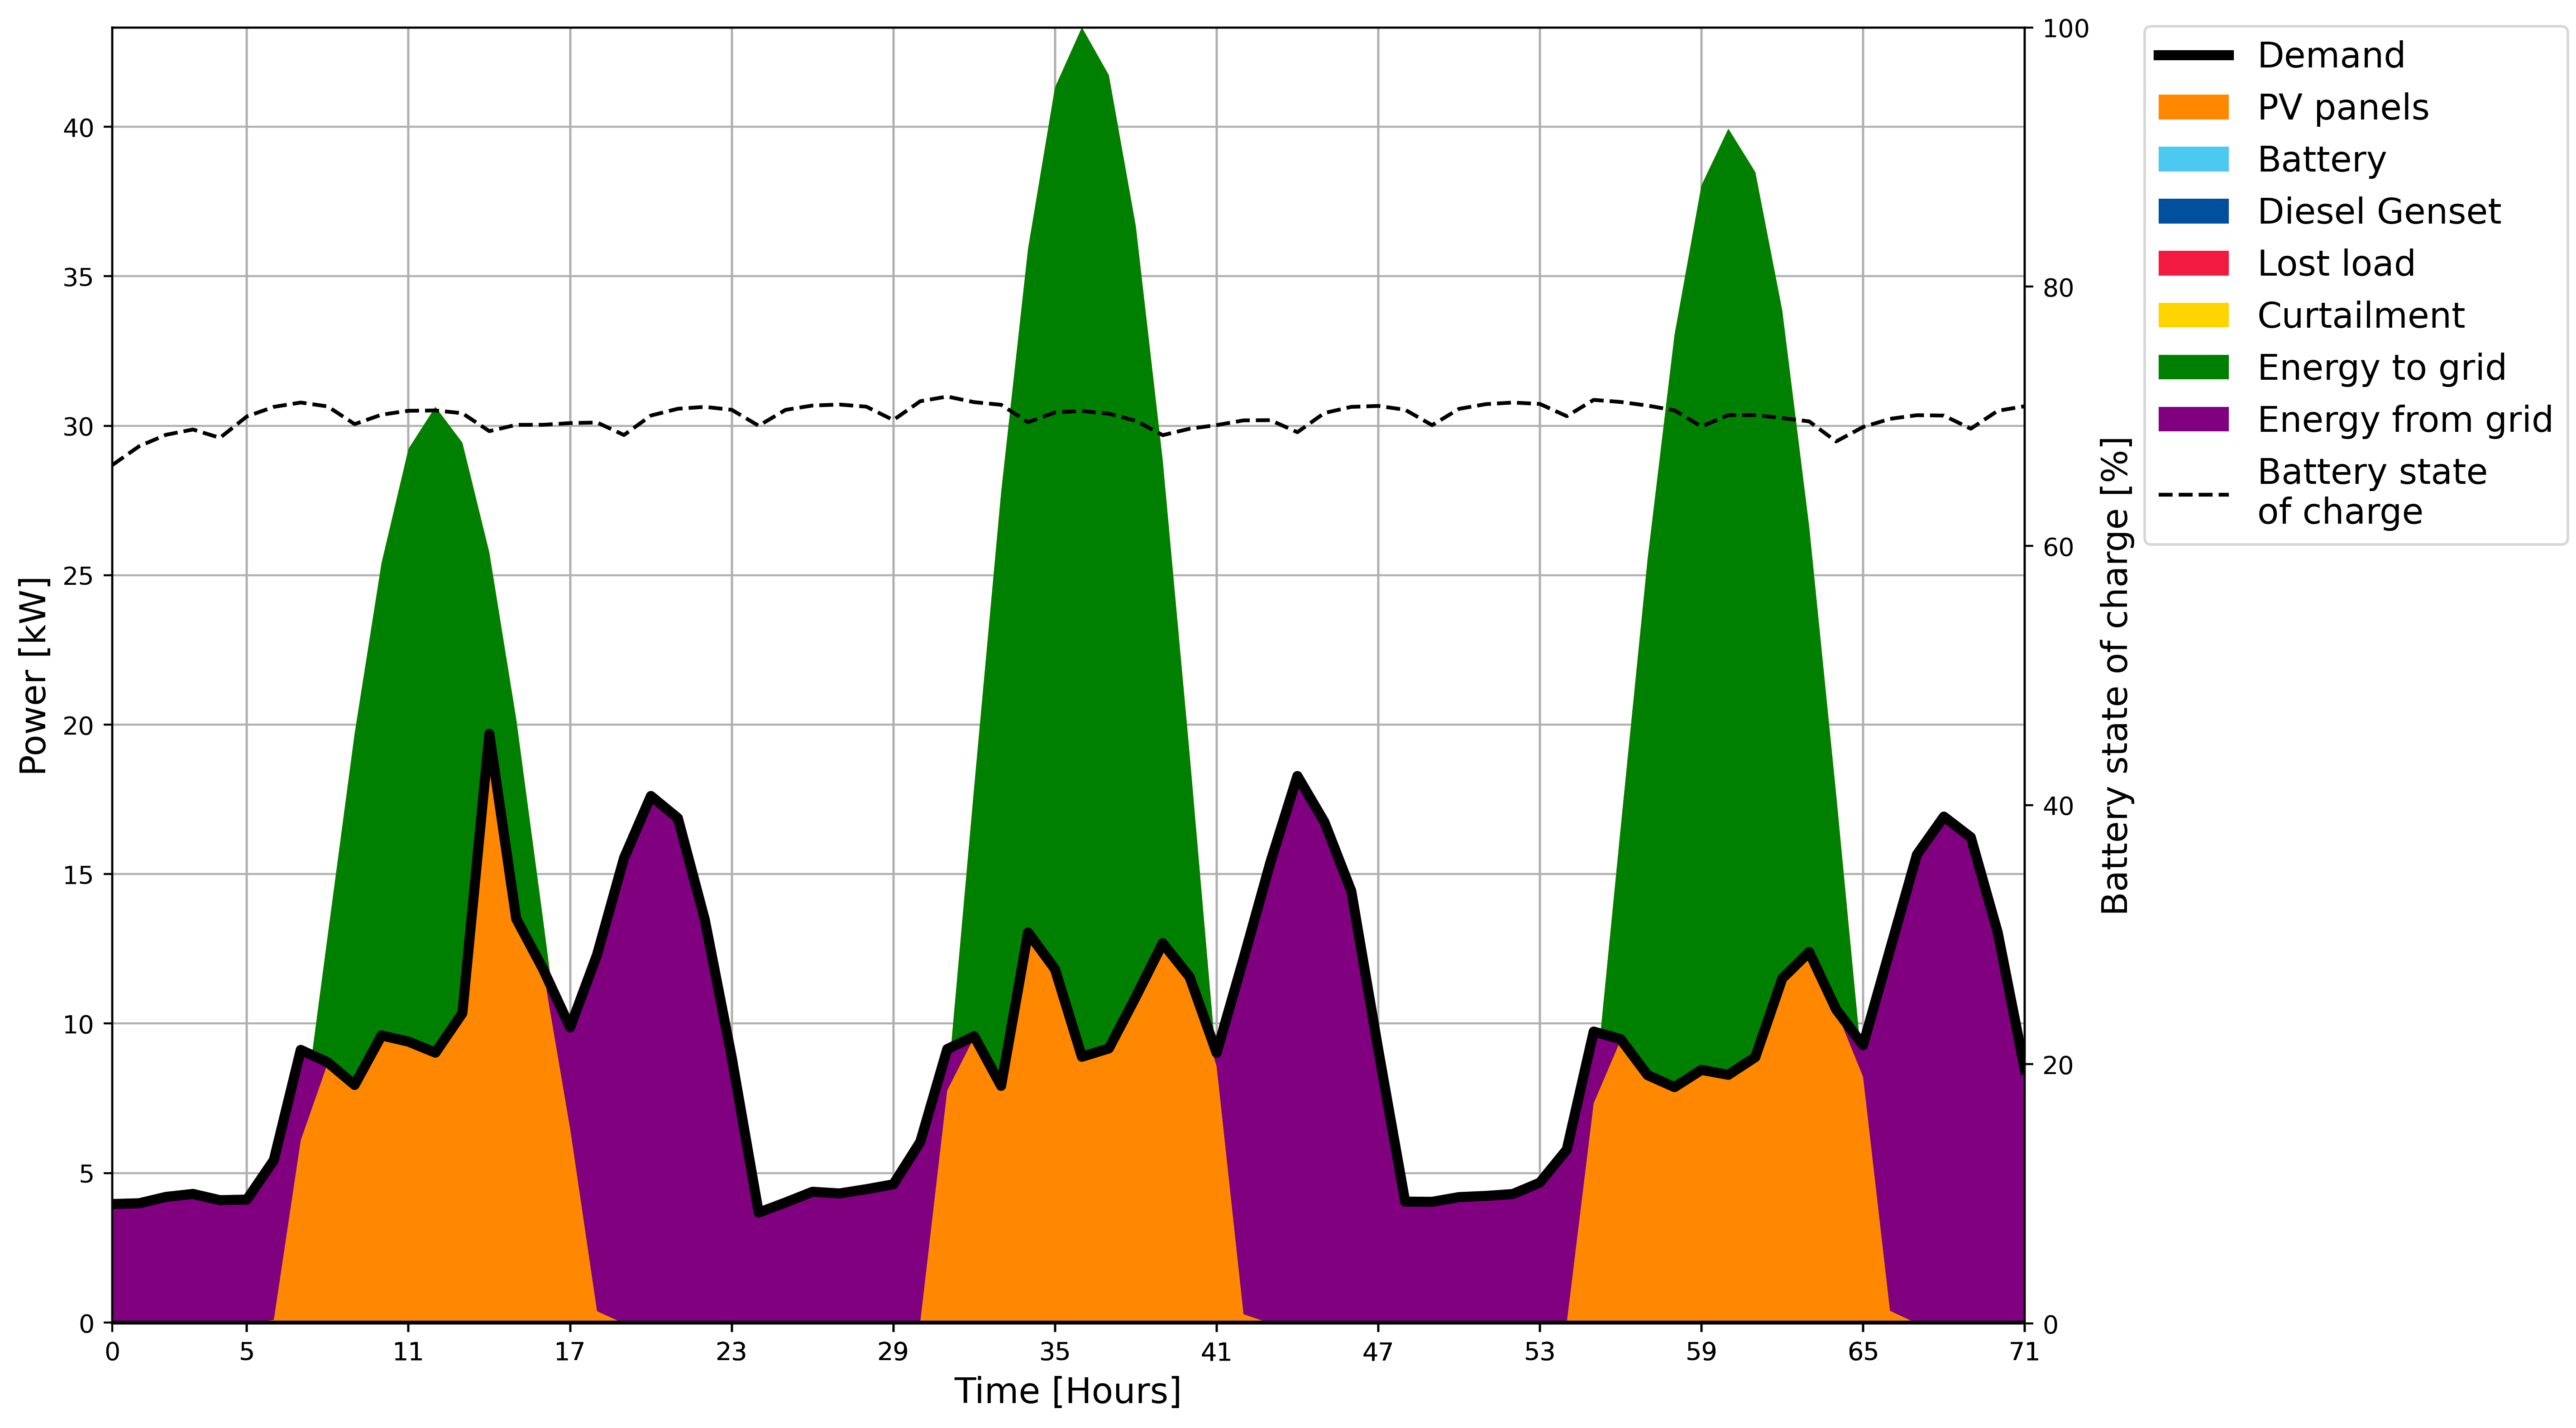 Power [kW]
40
35
30
25
20
15
10
5
0
0 5 11 17 23 29 35 41 47 53 59 65 71
Time [Hours]
100
80
60
40
20
0
Battery state of charge [%]
Demand
PV panels
Battery
Diesel Genset
Lost load
Curtailment
Energy to grid
Energy from grid
Battery state
of charge